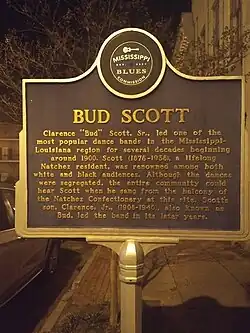 MISSISSIPPI
BLUES
COMMISSION
BUD SCOTT
Clarence "Bud" Scott, Sr., led one of the
most popular dance bands in the Mississippi-
Louisiana region for several decades beginning
around 1900. Scott (1876-1938), a lifelong
Natchez resident, was renowned among both
white and black audiences. Although the dances
were segregated, the entire community could
hear Scott when he sang from the balcony of
the Natchez Confectionery at this site. Scott's
son, Clarence, Jr., also known as
Bud, led the band in its later years.